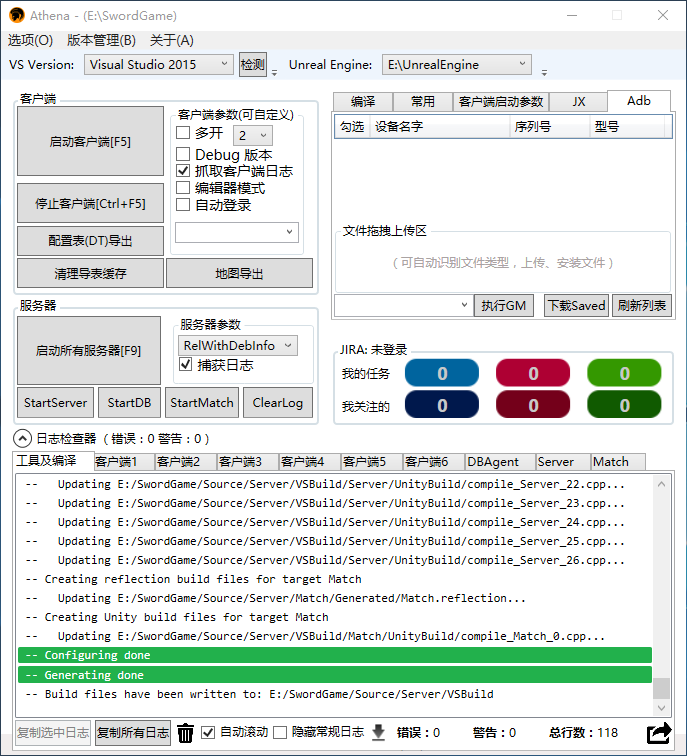 Athena - (E:\SwordGame)
选项(O) 版本管理(B) 关于(A)
VS Version: Visual Studio 2015 检测 Unreal Engine: E:\UnrealEngine
客户端
启动客户端[F5]
停止客户端[Ctrl+F5]
配置表(DT)导出
清理导表缓存 地图导出
客户端参数(可自定义)
多开 2
Debug 版本
抓取客户端日志
编辑器模式
自动登录
编译 常用 客户端启动参数 JX Adb
勾选 设备名字 序列号 型号
文件拖拽上传区
（可自动识别文件类型，上传、安装文件）
执行GM 下载Saved 刷新列表
服务器
启动所有服务器[F9]
服务器参数
RelWithDebInfo
捕获日志
StartServer StartDB StartMatch ClearLog
JIRA: 未登录
我的任务 0 0 0
我关注的 0 0 0
日志检查器（错误：0 警告：0）
工具及编译 客户端1 客户端2 客户端3 客户端4 客户端5 客户端6 DBAgent Server Match
-- Updating E:/SwordGame/Source/Server/VSBuild/Server/UnityBuild/compile_Server_22.cpp...
-- Updating E:/SwordGame/Source/Server/VSBuild/Server/UnityBuild/compile_Server_23.cpp...
-- Updating E:/SwordGame/Source/Server/VSBuild/Server/UnityBuild/compile_Server_24.cpp...
-- Updating E:/SwordGame/Source/Server/VSBuild/Server/UnityBuild/compile_Server_25.cpp...
-- Updating E:/SwordGame/Source/Server/VSBuild/Server/UnityBuild/compile_Server_26.cpp...
-- Creating reflection build files for target Match
-- Updating E:/SwordGame/Source/Server/Match/Generated/Match.reflection...
-- Creating Unity build files for target Match
-- Updating E:/SwordGame/Source/Server/VSBuild/Match/UnityBuild/compile_Match_0.cpp...
-- Configuring done
-- Generating done
-- Build files have been written to: E:/SwordGame/Source/Server/VSBuild
复制选中日志 复制所有日志 自动滚动 隐藏常规日志 错误：0 警告：0 总行数：118